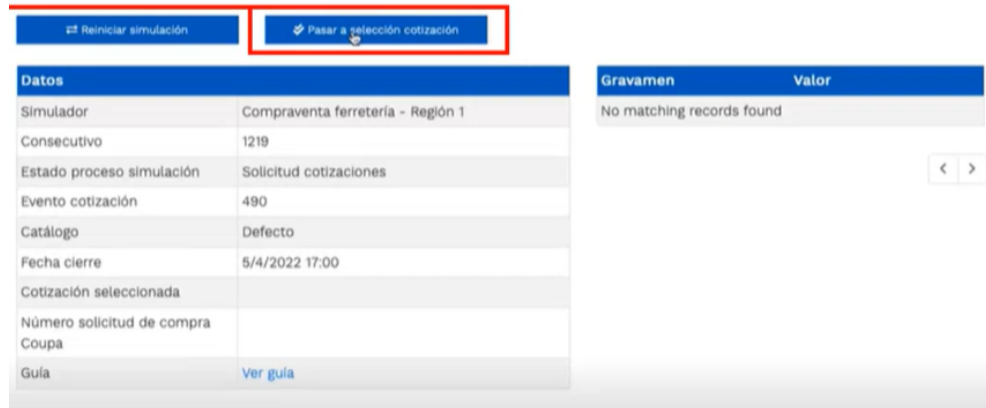 Reiniciar simulación
Pasar a selección cotización
Datos
Simulador Compraventa ferretería - Región 1
Consecutivo 1219
Estado proceso simulación Solicitud cotizaciones
Evento cotización 490
Catálogo Defecto
Fecha cierre 5/4/2022 17:00
Cotización seleccionada
Número solicitud de compra
Coupa
Guía Ver guía
Gravamen Valor
No matching records found